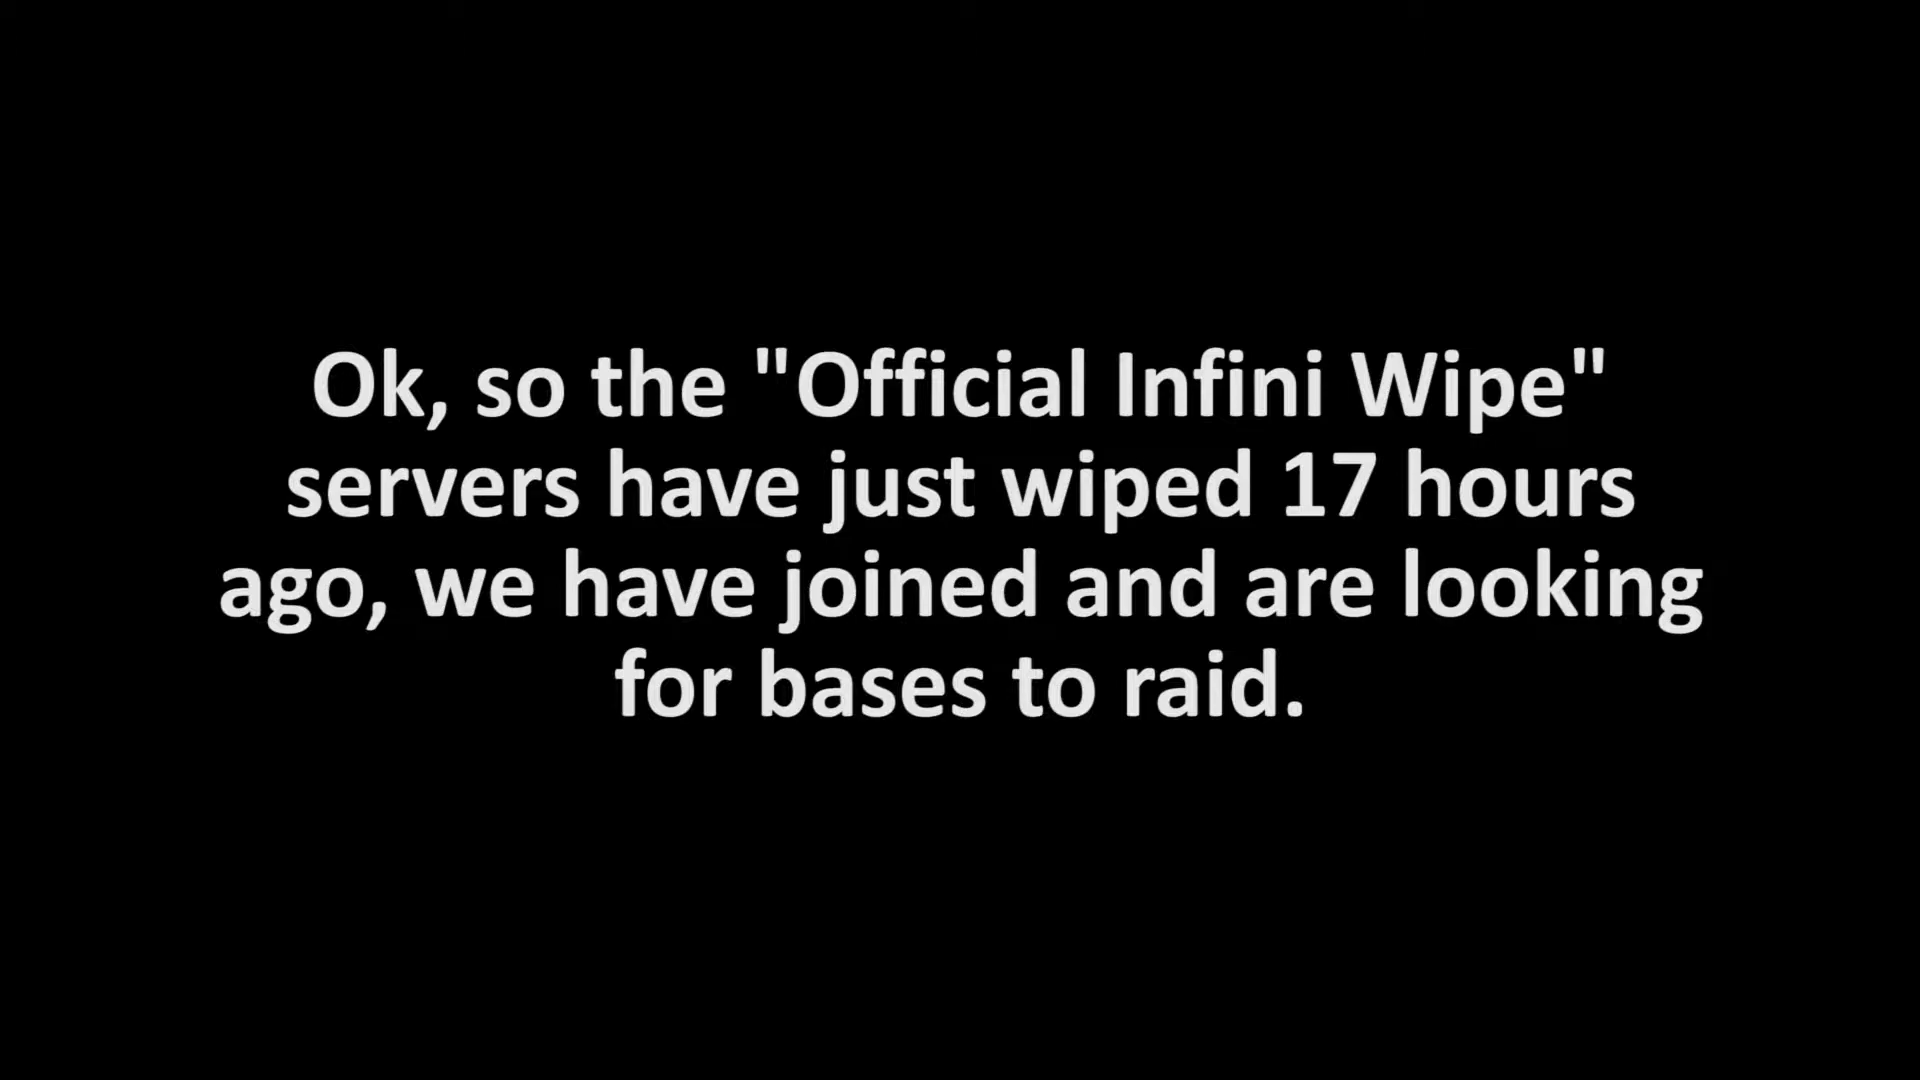 Ok, so the "Official Infini Wipe"
servers have just wiped 17 hours
ago, we have joined and are looking
for bases to raid.